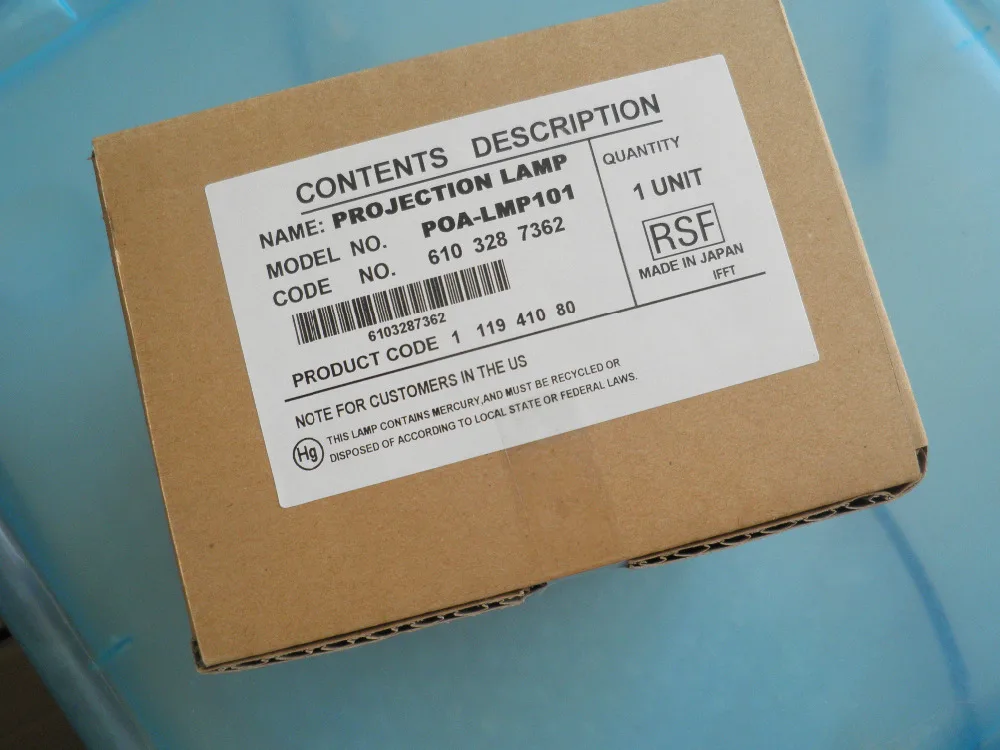 CONTENTS DESCRIPTION
NAME: PROJECTION LAMP
MODEL NO. POA-LMP101
CODE NO. 610 328 7362
6103287362
PRODUCT CODE 1 119 410 80
QUANTITY
1 UNIT
RSF
MADE IN JAPAN
IFFT
NOTE FOR CUSTOMERS IN THE US
Hg THIS LAMP CONTAINS MERCURY,AND MUST BE RECYCLED OR
DISPOSED OF ACCORDING TO LOCAL STATE OR FEDERAL LAWS.